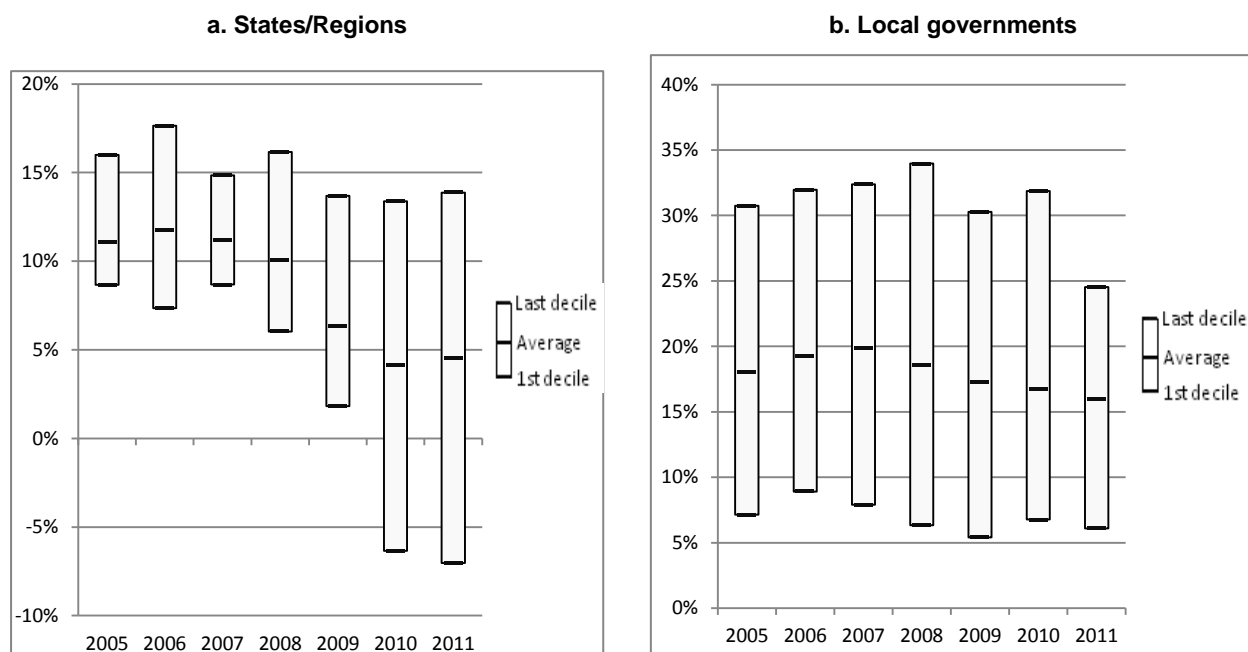 a. States/Regions
20%
15%
10%
5%
0%
-5%
-10%
2005 2006 2007 2008 2009 2010 2011
Last decile
Average
1st decile
b. Local governments
40%
35%
30%
25%
20%
15%
10%
5%
0%
2005 2006 2007 2008 2009 2010 2011
Last decile
Average
1st decile